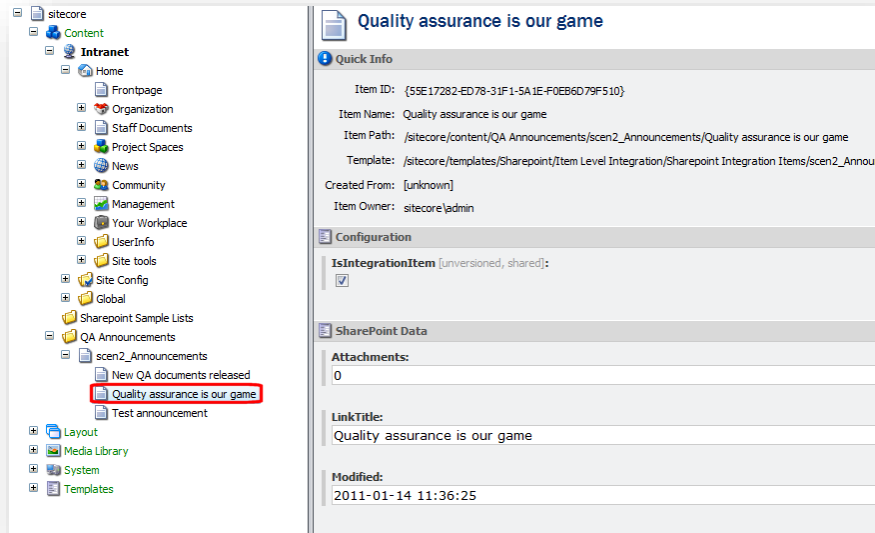 sitecore
Content
Intranet
Home
Frontpage
Organization
Staff Documents
Project Spaces
News
Community
Management
Your Workplace
UserInfo
Site tools
Site Config
Global
Sharepoint Sample Lists
QA Announcements
scen2_Announcements
New QA documents released
Quality assurance is our game
Test announcement
Layout
Media Library
System
Templates
Quality assurance is our game
Quick Info
Item ID: {55E17282-ED78-31F1-5A1E-F0EB6D79F510}
Item Name: Quality assurance is our game
Item Path: /sitecore/content/QA Announcements/scen2_Announcements/Quality assurance is our game
Template: /sitecore/templates/Sharepoint/Item Level Integration/Sharepoint Integration Items/scen2_Annou
Created From: [unknown]
Item Owner: sitecore\admin
Configuration
IsIntegrationItem [unversioned, shared]:
SharePoint Data
Attachments:
0
LinkTitle:
Quality assurance is our game
Modified:
2011-01-14 11:36:25